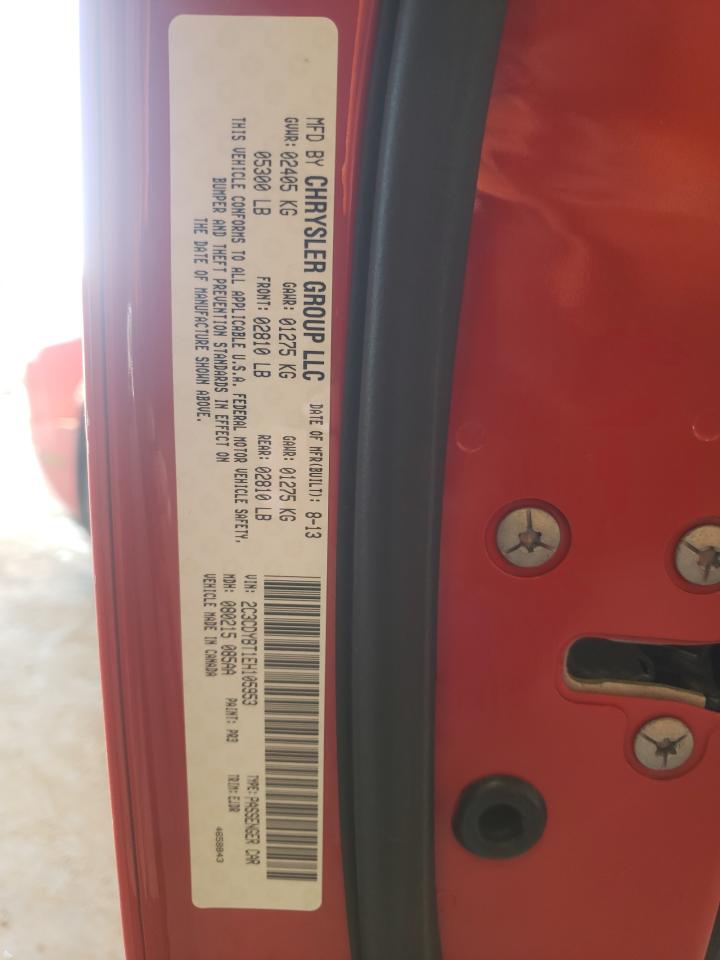 MFD BY CHRYSLER GROUP LLC DATE OF MFR(BUILT): 8-13
GVWR: 02405 KG GAWR: 01275 KG GAWR: 01275 KG
05300 LB FRONT: 02810 LB REAR: 02810 LB
THIS VEHICLE CONFORMS TO ALL APPLICABLE U.S.A. FEDERAL MOTOR VEHICLE SAFETY,
BUMPER AND THEFT PREVENTION STANDARDS IN EFFECT ON
THE DATE OF MANUFACTURE SHOWN ABOVE.
VIN: 2C3CDYBT1EH105953 TYPE: PASSENGER CAR
MDH: 080215 085AA PAINT: PR3 TRIM: EJDR
VEHICLE MADE IN CANADA 4658843